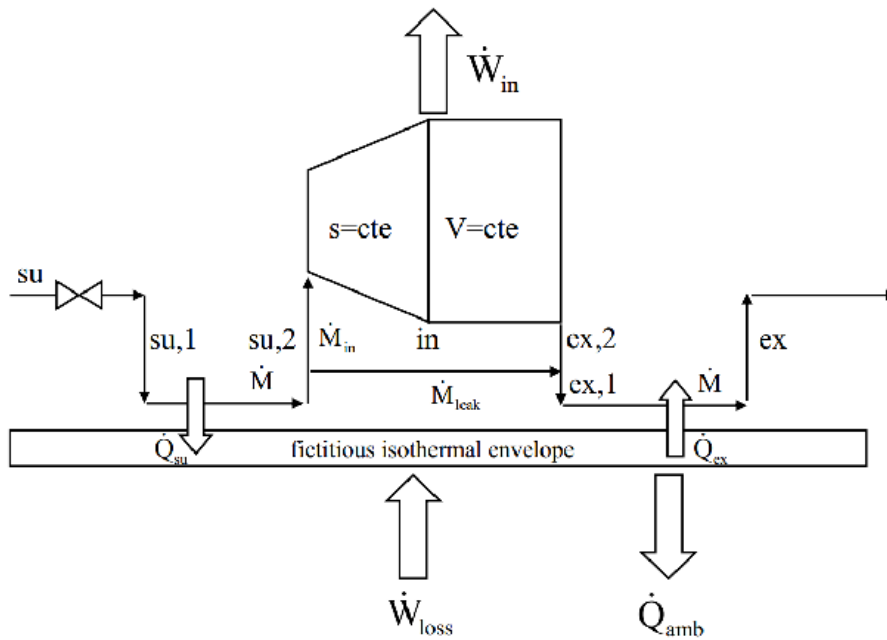 Ẇin
s=cte V=cte
su
su,1 su,2 Ṁin in ex,2 ex
Ṁ Ṁleak ex,1 Ṁ
Q̇su fictitious isothermal envelope Q̇ex
Ẇloss Q̇amb